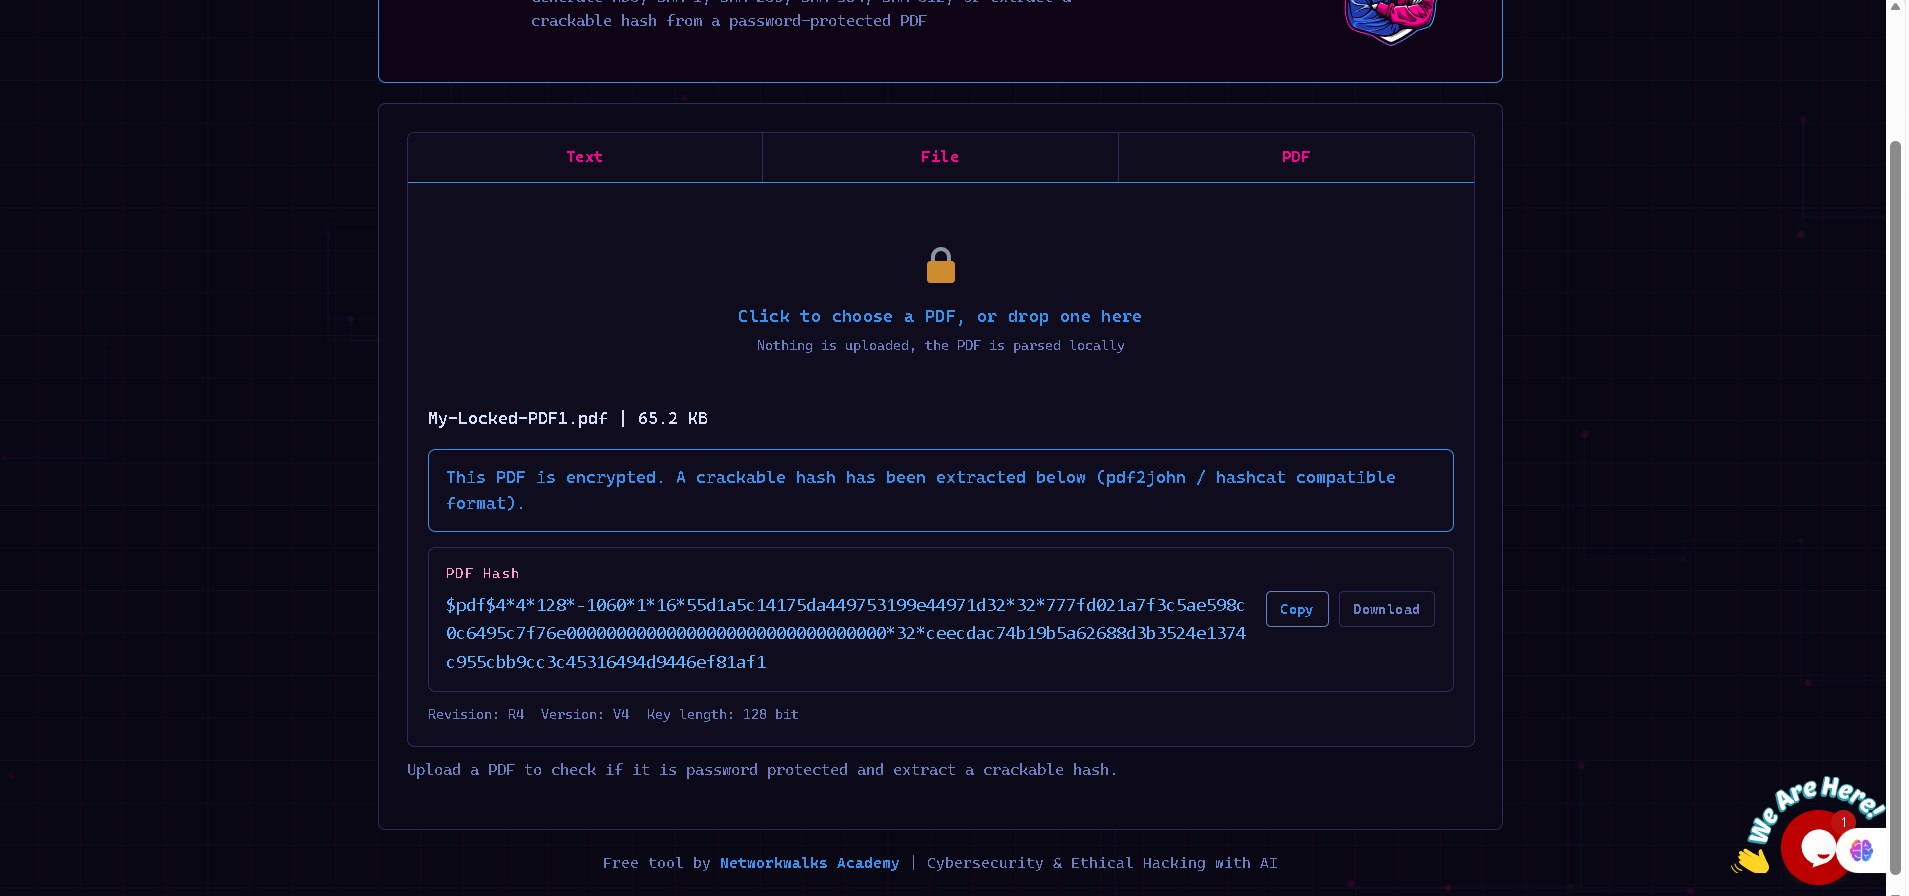 crackable hash from a password-protected PDF
Text
File
PDF
Click to choose a PDF, or drop one here
Nothing is uploaded, the PDF is parsed locally
My-Locked-PDF1.pdf | 65.2 KB
This PDF is encrypted. A crackable hash has been extracted below (pdf2john / hashcat compatible
format).
PDF Hash
$pdf$4*4*128*-1060*1*16*55d1a5c14175da449753199e44971d32*32*777fd021a7f3c5ae598c
0c6495c7f76e00000000000000000000000000000000*32*ceecdac74b19b5a62688d3b3524e1374
c955cbb9cc3c45316494d9446ef81af1
Copy
Download
Revision: R4 Version: V4 Key length: 128 bit
Upload a PDF to check if it is password protected and extract a crackable hash.
We Are Here!
1
Free tool by Networkwalks Academy | Cybersecurity & Ethical Hacking with AI